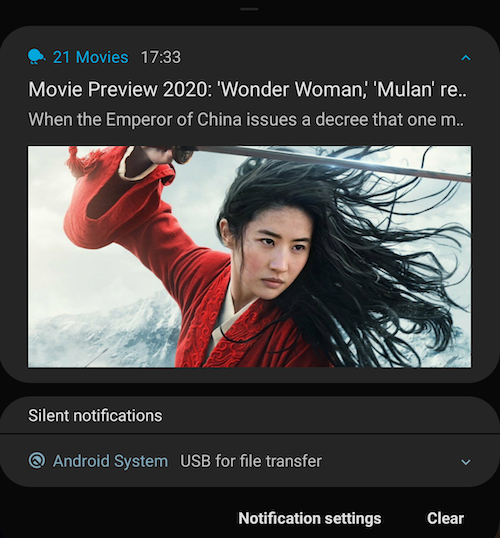 21 Movies 17:33
Movie Preview 2020: 'Wonder Woman,' 'Mulan' re..
When the Emperor of China issues a decree that one m..
Silent notifications
Android System USB for file transfer
Notification settings Clear